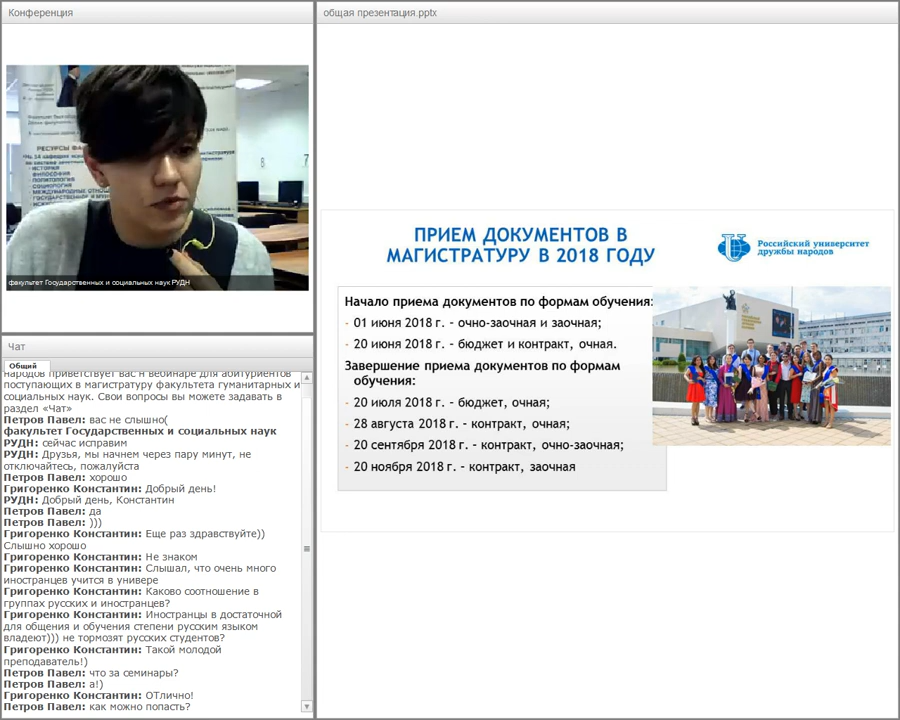 Конференция
РЕСУРСЫ
ИСТОРИЯ
ФИЛОСОФИЯ
ПОЛИТОЛОГИЯ
СОЦИОЛОГИЯ
8
7
факультет Государственных и социальных наук РУДН
Чат
Общий
народов приветствует вас н вебинаре для абитуриентов
поступающих в магистратуру факультета гуманитарных и
социальных наук. Свои вопросы вы можете задавать в
раздел «Чат»
Петров Павел: вас не слышно(
факультет Государственных и социальных наук
РУДН: сейчас исправим
РУДН: Друзья, мы начнем через пару минут, не
отключайтесь, пожалуйста
Петров Павел: хорошо
Григоренко Константин: Добрый день!
РУДН: Добрый день, Константин
Петров Павел: да
Петров Павел: )))
Григоренко Константин: Еще раз здравствуйте))
Слышно хорошо
Григоренко Константин: Не знаком
Григоренко Константин: Слышал, что очень много
иностранцев учится в универе
Григоренко Константин: Каково соотношение в
группах русских и иностранцев?
Григоренко Константин: Иностранцы в достаточной
для общения и обучения степени русским языком
владеют))) не тормозят русских студентов?
Григоренко Константин: Такой молодой
преподаватель!)
Петров Павел: что за семинары?
Петров Павел: а!)
Григоренко Константин: ОТлично!
Петров Павел: как можно попасть?
общая презентация.pptx
ПРИЕМ ДОКУМЕНТОВ В
МАГИСТРАТУРУ В 2018 ГОДУ
Российский университет
дружбы народов
Начало приема документов по формам обучения:
- 01 июня 2018 г. – очно-заочная и заочная;
- 20 июня 2018 г. – бюджет и контракт, очная.
Завершение приема документов по формам
обучения:
- 20 июля 2018 г. – бюджет, очная;
- 28 августа 2018 г. – контракт, очная;
- 20 сентября 2018 г. – контракт, очно-заочная;
- 20 ноября 2018 г. – контракт, заочная